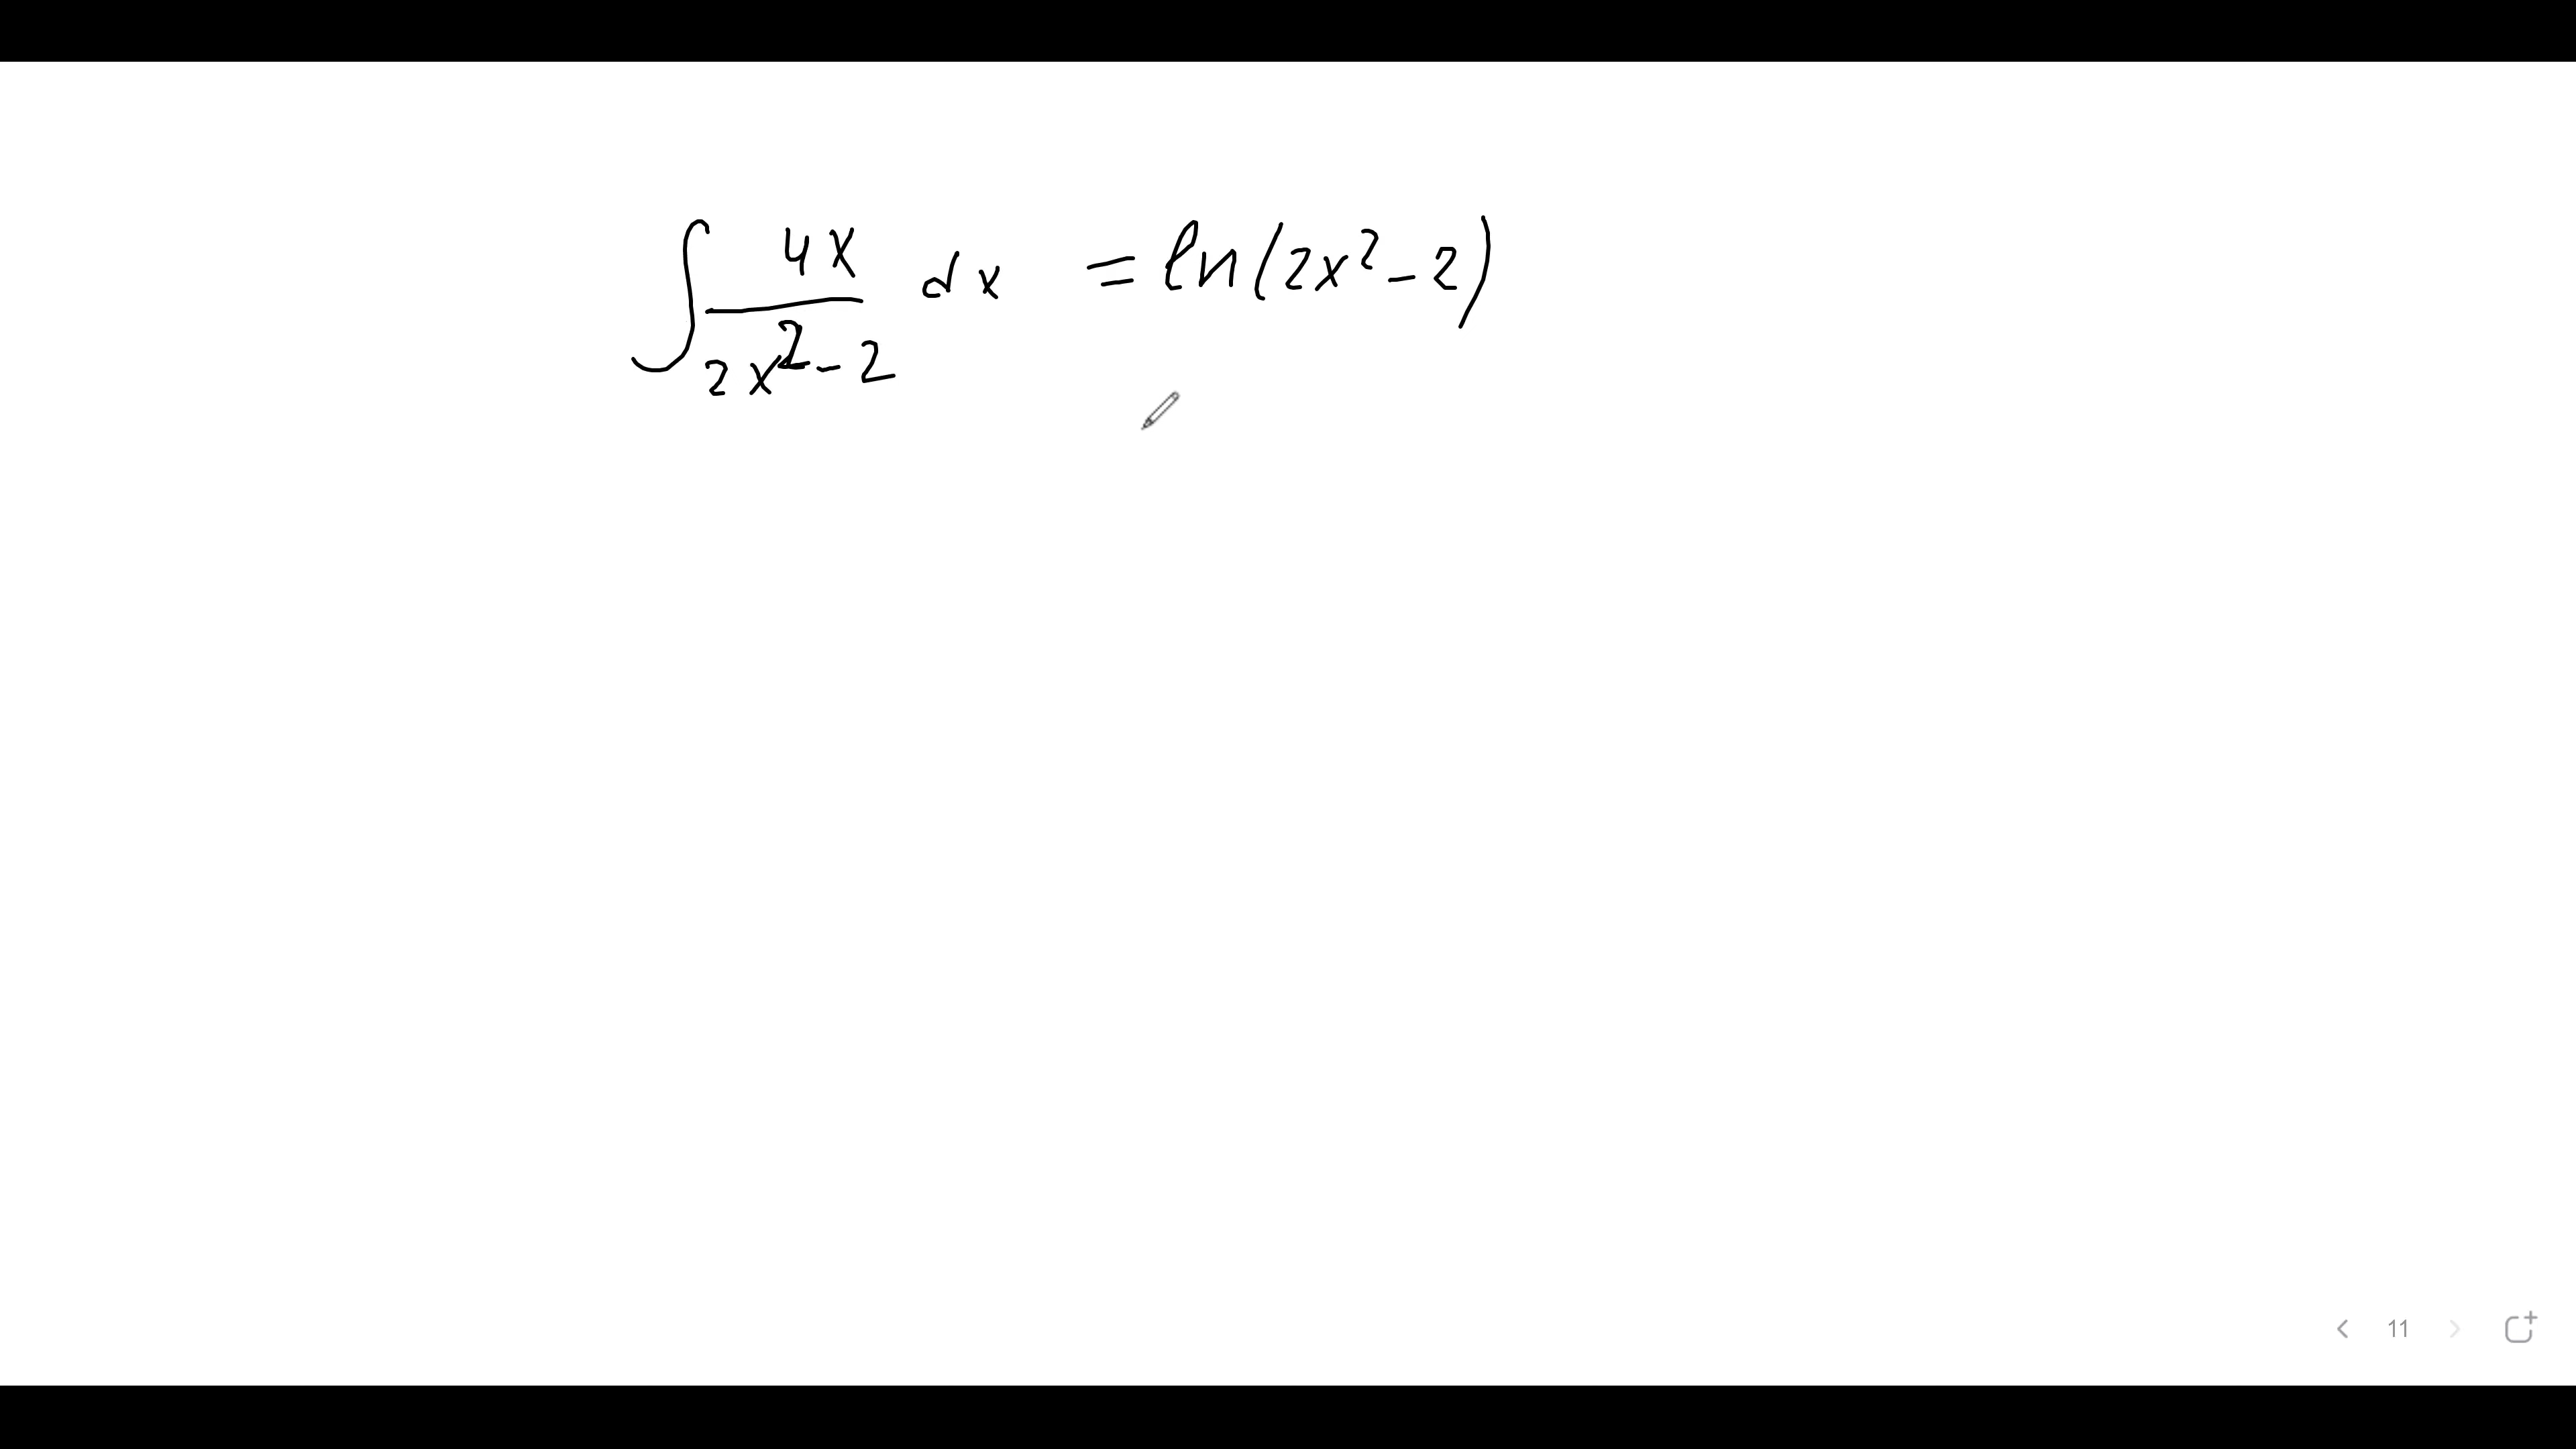 ∫ 4x/(2x²-2) dx = ln(2x²-2)
11